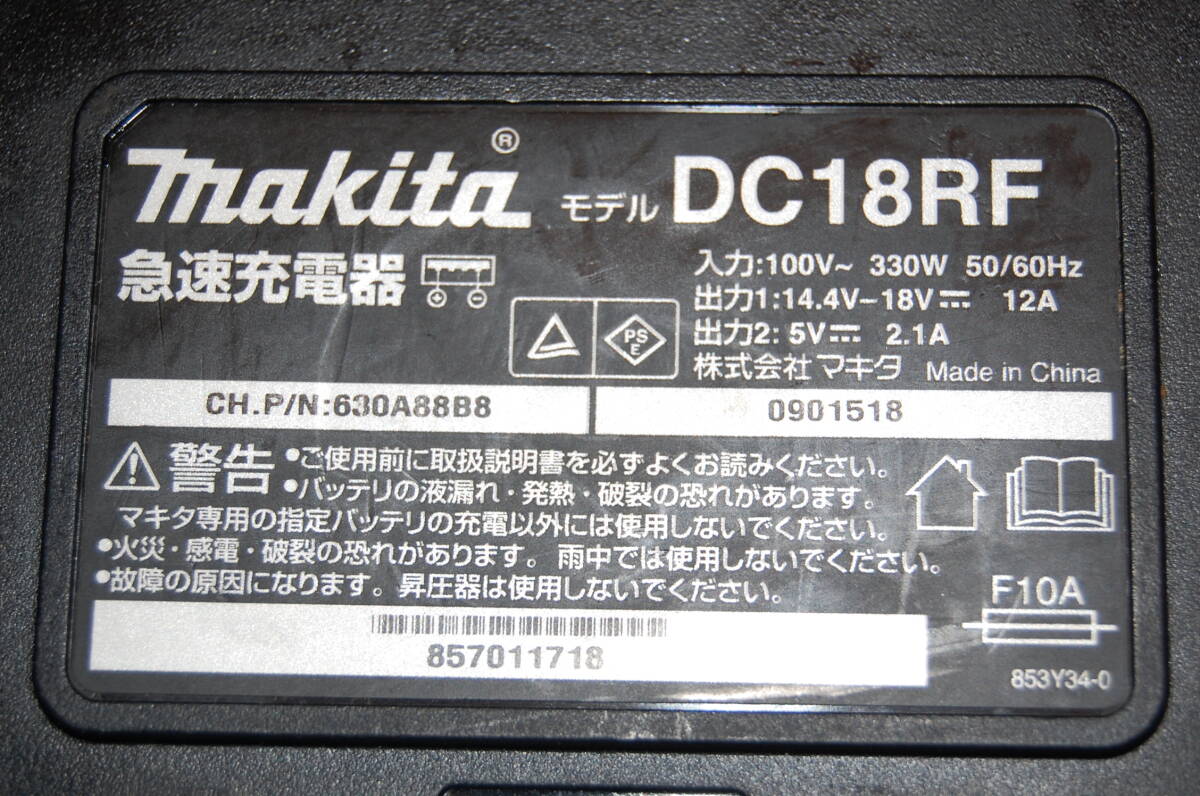 makita® モデル DC18RF
急速充電器
入力:100V~ 330W 50/60Hz
出力1:14.4V-18V⎓ 12A
出力2: 5V⎓ 2.1A
株式会社 マキタ Made in China
PS
E
CH.P/N:630A88B8 0901518
⚠警告 •ご使用前に取扱説明書を必ずよくお読みください。
•バッテリの液漏れ・発熱・破裂の恐れがあります。
マキタ専用の指定バッテリの充電以外には使用しないでください。
•火災・感電・破裂の恐れがあります。雨中では使用しないでください。
•故障の原因になります。昇圧器は使用しないでください。
F10A
857011718
853Y34-0